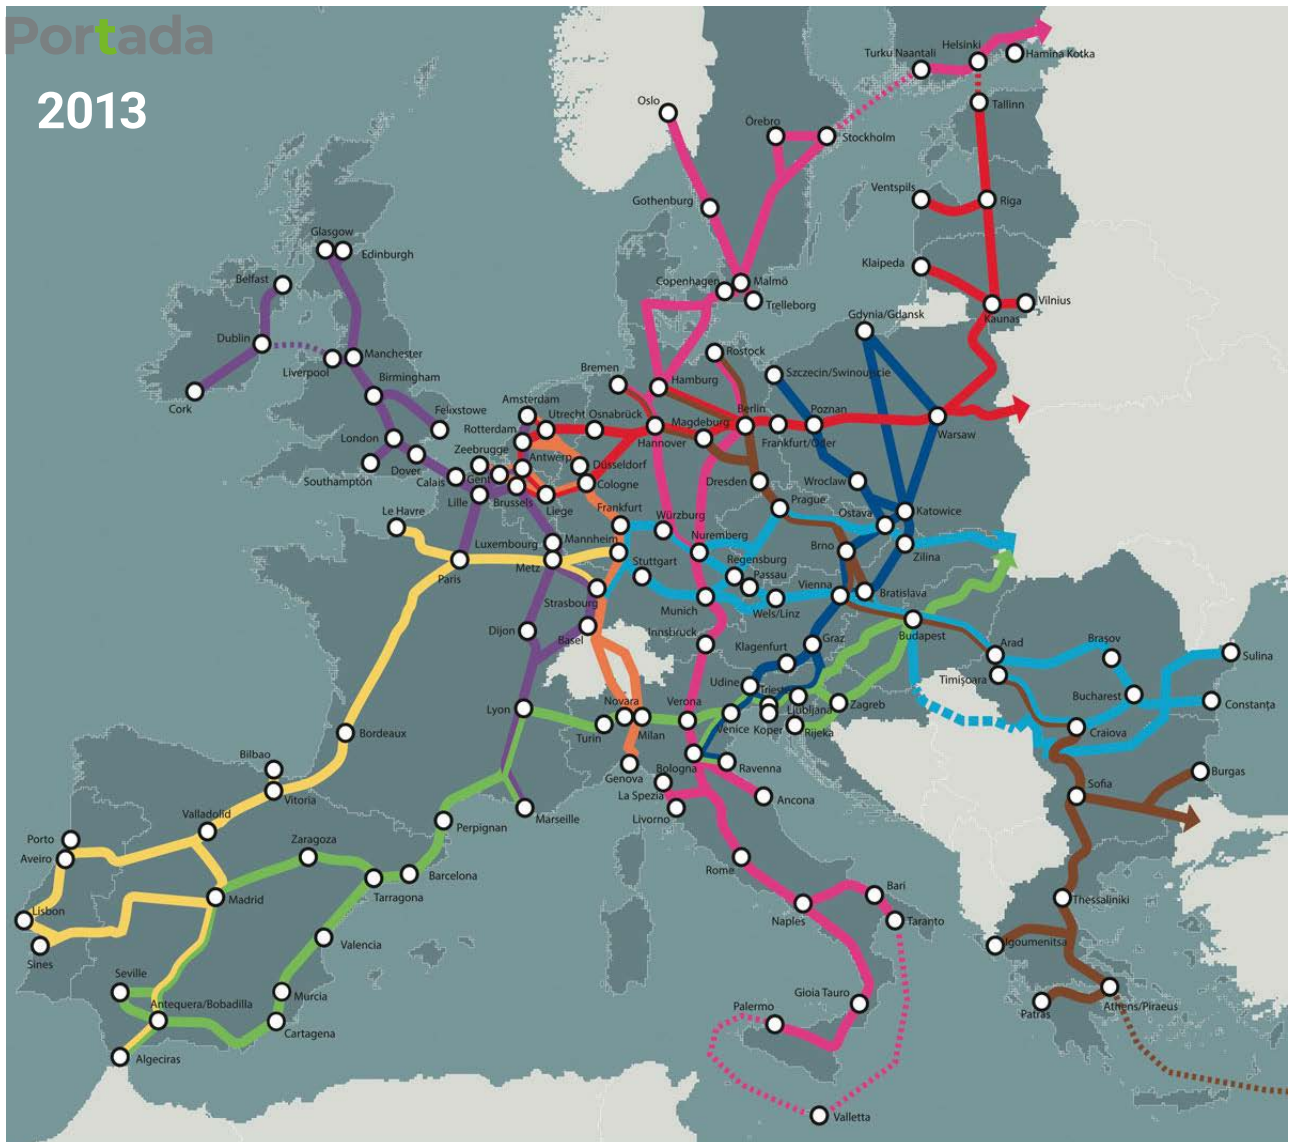 Portada
2013
Helsinki
Turku Naantali
Hamina Kotka
Oslo
Tallinn
Örebro
Stockholm
Ventspils
Riga
Gothenburg
Glasgow
Edinburgh
Klaipeda
Belfast
Copenhagen
Malmö
Trelleborg
Vilnius
Kaunas
Gdynia/Gdansk
Dublin
Liverpool
Manchester
Rostock
Birmingham
Bremen
Hamburg
Szczecin/Swinoujscie
Cork
Felixstowe
Amsterdam
Utrecht
Osnabrück
Magdeburg
Berlin
Poznan
London
Rotterdam
Hannover
Frankfurt/Oder
Warsaw
Zeebrugge
Antwerp
Düsseldorf
Dover
Southampton
Calais
Gent
Cologne
Dresden
Wroclaw
Lille
Brussels
Liege
Prague
Le Havre
Frankfurt
Würzburg
Ostava
Katowice
Luxembourg
Mannheim
Nuremberg
Brno
Zilina
Paris
Metz
Stuttgart
Regensburg
Passau
Vienna
Bratislava
Strasbourg
Munich
Wels/Linz
Dijon
Basel
Innsbruck
Graz
Budapest
Klagenfurt
Arad
Braşov
Sulina
Udine
Timişoara
Triest
Bucharest
Lyon
Novara
Verona
Ljubljana
Zagreb
Constanţa
Bordeaux
Turin
Milan
Venice
Koper
Rijeka
Craiova
Bilbao
Genova
Bologna
Ravenna
Burgas
Vitoria
La Spezia
Ancona
Sofia
Valladolid
Marseille
Livorno
Porto
Zaragoza
Perpignan
Aveiro
Rome
Barcelona
Madrid
Tarragona
Bari
Thessaliniki
Lisbon
Naples
Taranto
Sines
Valencia
Igoumenitsa
Seville
Murcia
Gioia Tauro
Antequera/Bobadilla
Palermo
Patras
Athens/Piraeus
Cartagena
Algeciras
Valletta